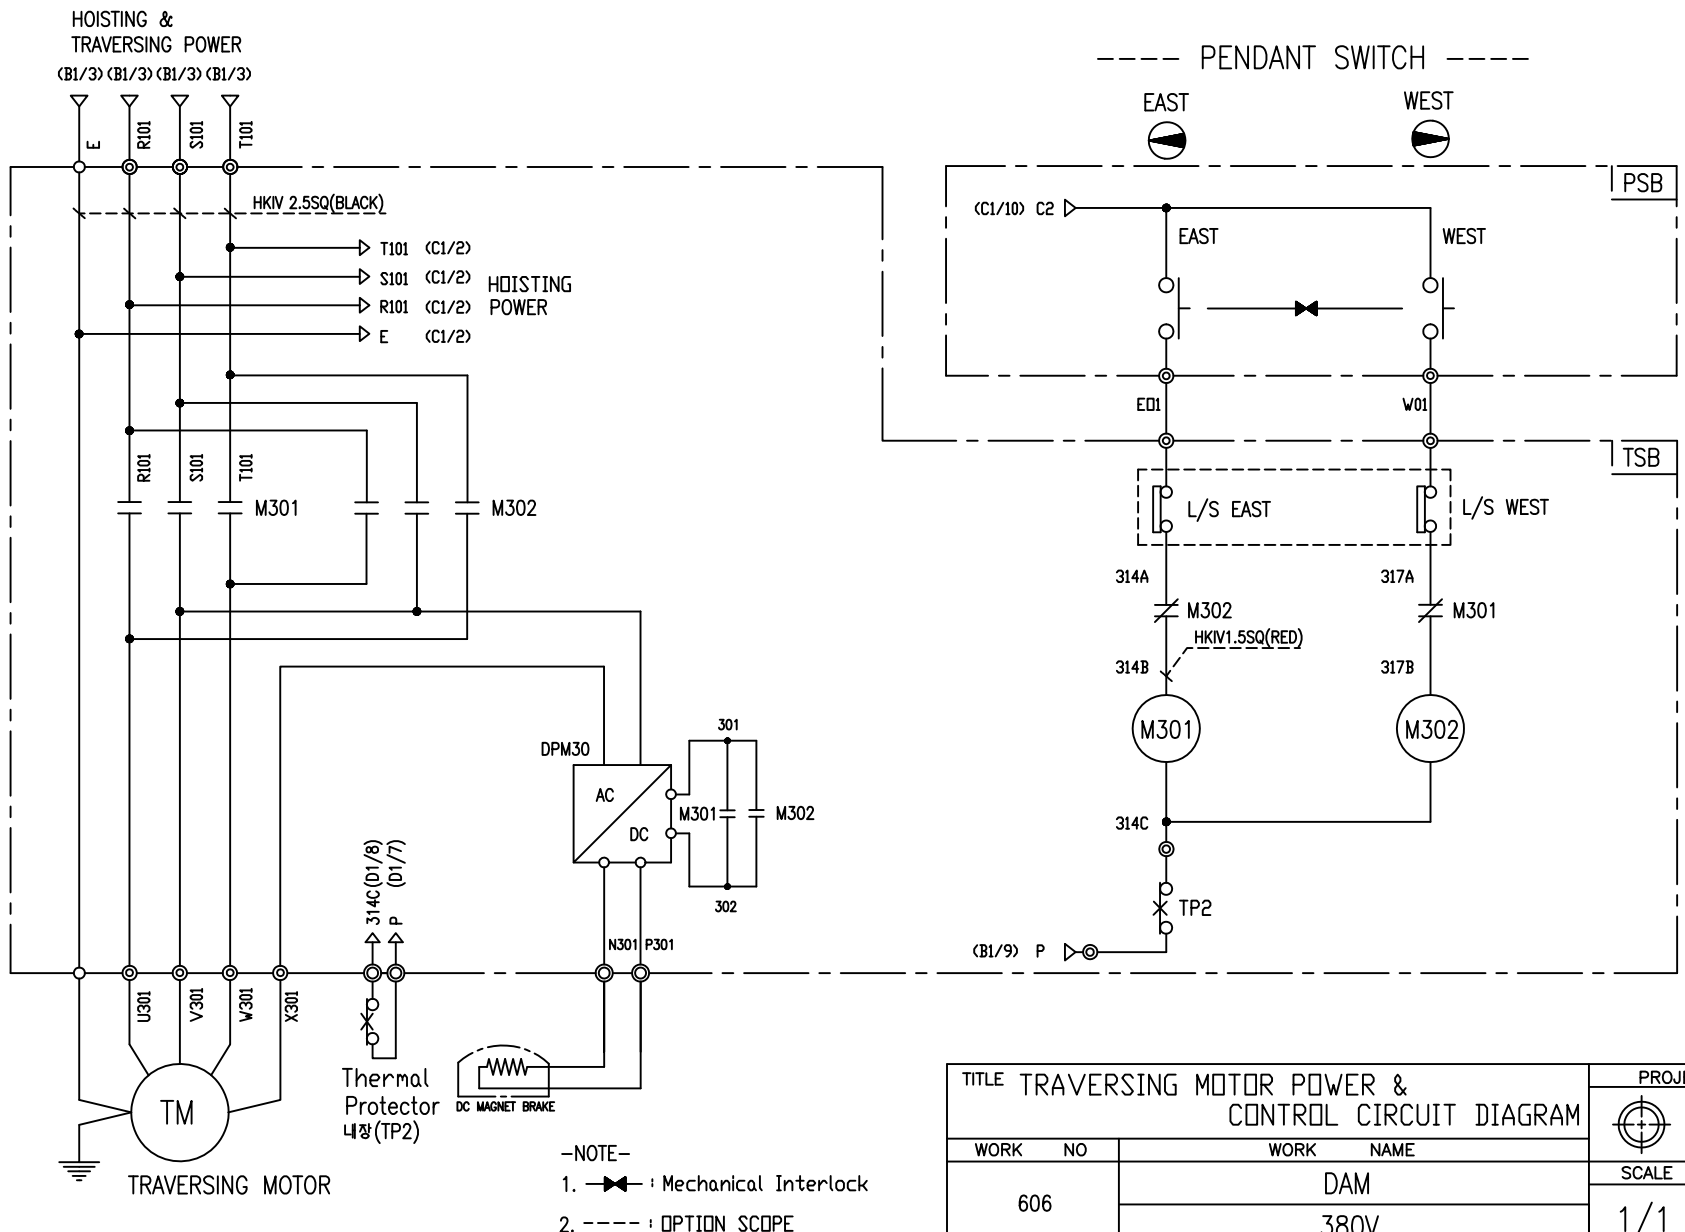 HOISTING &
TRAVERSING POWER
(B1/3) (B1/3) (B1/3) (B1/3)
E
R101
S101
T101
HKIV 2.5SQ(BLACK)
T101 (C1/2)
S101 (C1/2)
R101 (C1/2)
E (C1/2)
HOISTING
POWER
R101
S101
T101
M301
M302
DPM30
AC
DC
301
M301
M302
302
314C(D1/8)
P (D1/7)
N301
P301
U301
V301
W301
X301
TM
TRAVERSING MOTOR
Thermal
Protector
내장(TP2)
DC MAGNET BRAKE
-NOTE-
1. : Mechanical Interlock
2. ---- : OPTION SCOPE
---- PENDANT SWITCH ----
EAST
WEST
PSB
(C1/10) C2
EAST
WEST
E01
W01
TSB
L/S EAST
L/S WEST
314A
317A
M302
M301
HKIV1.5SQ(RED)
314B
317B
M301
M302
314C
TP2
(B1/9) P
TITLE TRAVERSING MOTOR POWER &
CONTROL CIRCUIT DIAGRAM
PROJE
WORK NO
WORK NAME
SCALE
606
DAM
380V
1/1